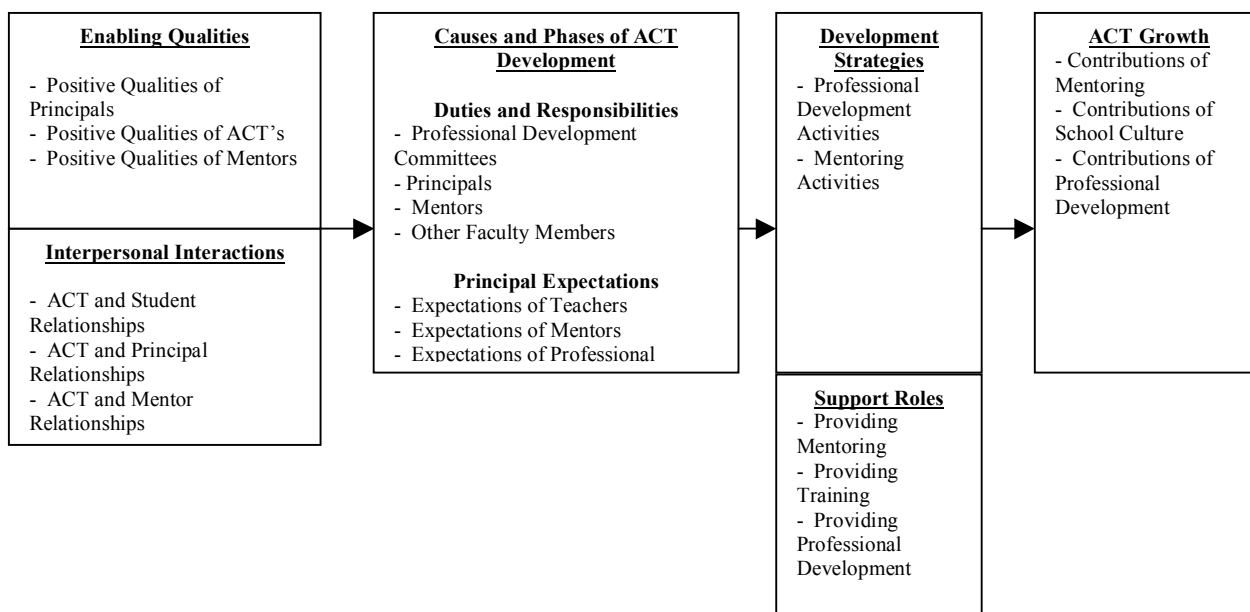 Enabling Qualities
- Positive Qualities of
Principals
- Positive Qualities of ACT's
- Positive Qualities of Mentors
Interpersonal Interactions
- ACT and Student
Relationships
- ACT and Principal
Relationships
- ACT and Mentor
Relationships
Causes and Phases of ACT
Development
Duties and Responsibilities
- Professional Development
Committees
- Principals
- Mentors
- Other Faculty Members
Principal Expectations
- Expectations of Teachers
- Expectations of Mentors
- Expectations of Professional
Development
Strategies
- Professional
Development
Activities
- Mentoring
Activities
Support Roles
- Providing
Mentoring
- Providing
Training
- Providing
Professional
Development
ACT Growth
- Contributions of
Mentoring
- Contributions of
School Culture
- Contributions of
Professional
Development